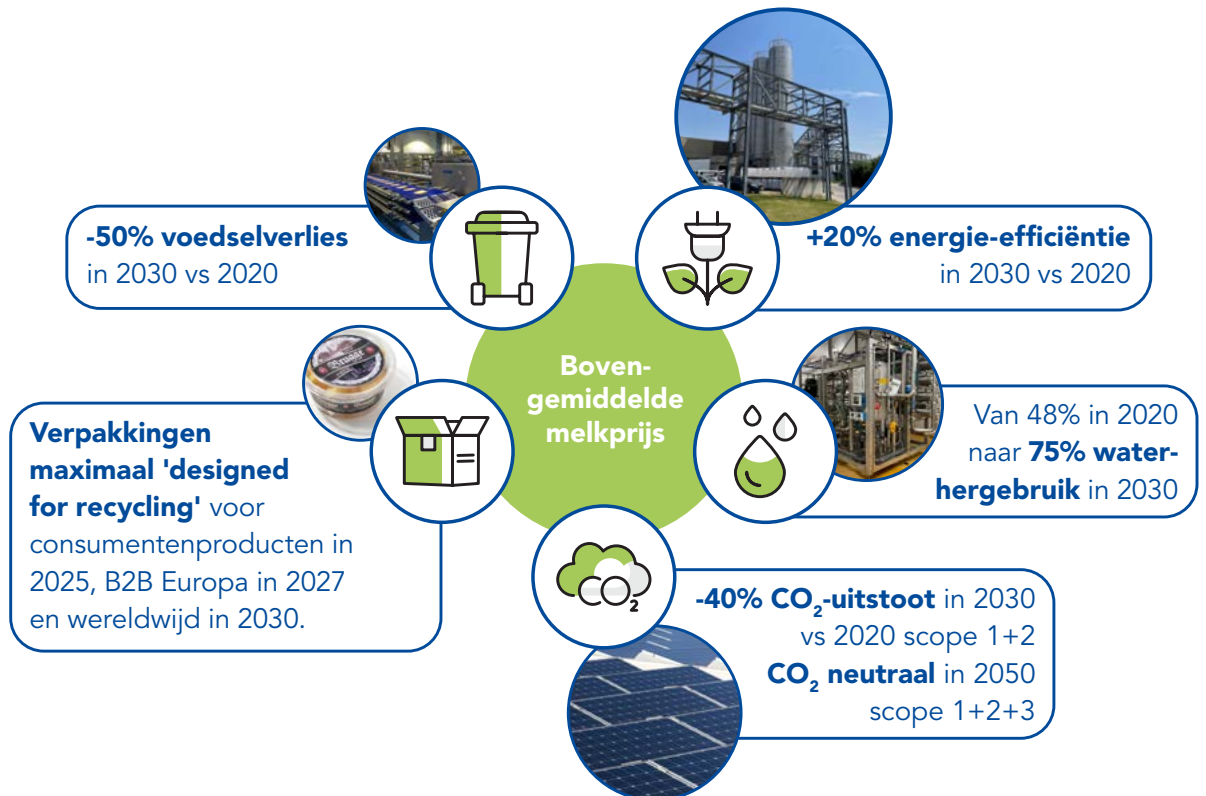 -50% voedselverlies
in 2030 vs 2020
+20% energie-efficiëntie
in 2030 vs 2020
Boven-
gemiddelde
melkprijs
Verpakkingen
maximaal 'designed
for recycling' voor
consumentenproducten in
2025, B2B Europa in 2027
en wereldwijd in 2030.
Van 48% in 2020
naar 75% water-
hergebruik in 2030
2
-40% CO₂-uitstoot in 2030
vs 2020 scope 1+2
CO₂ neutraal in 2050
scope 1+2+3